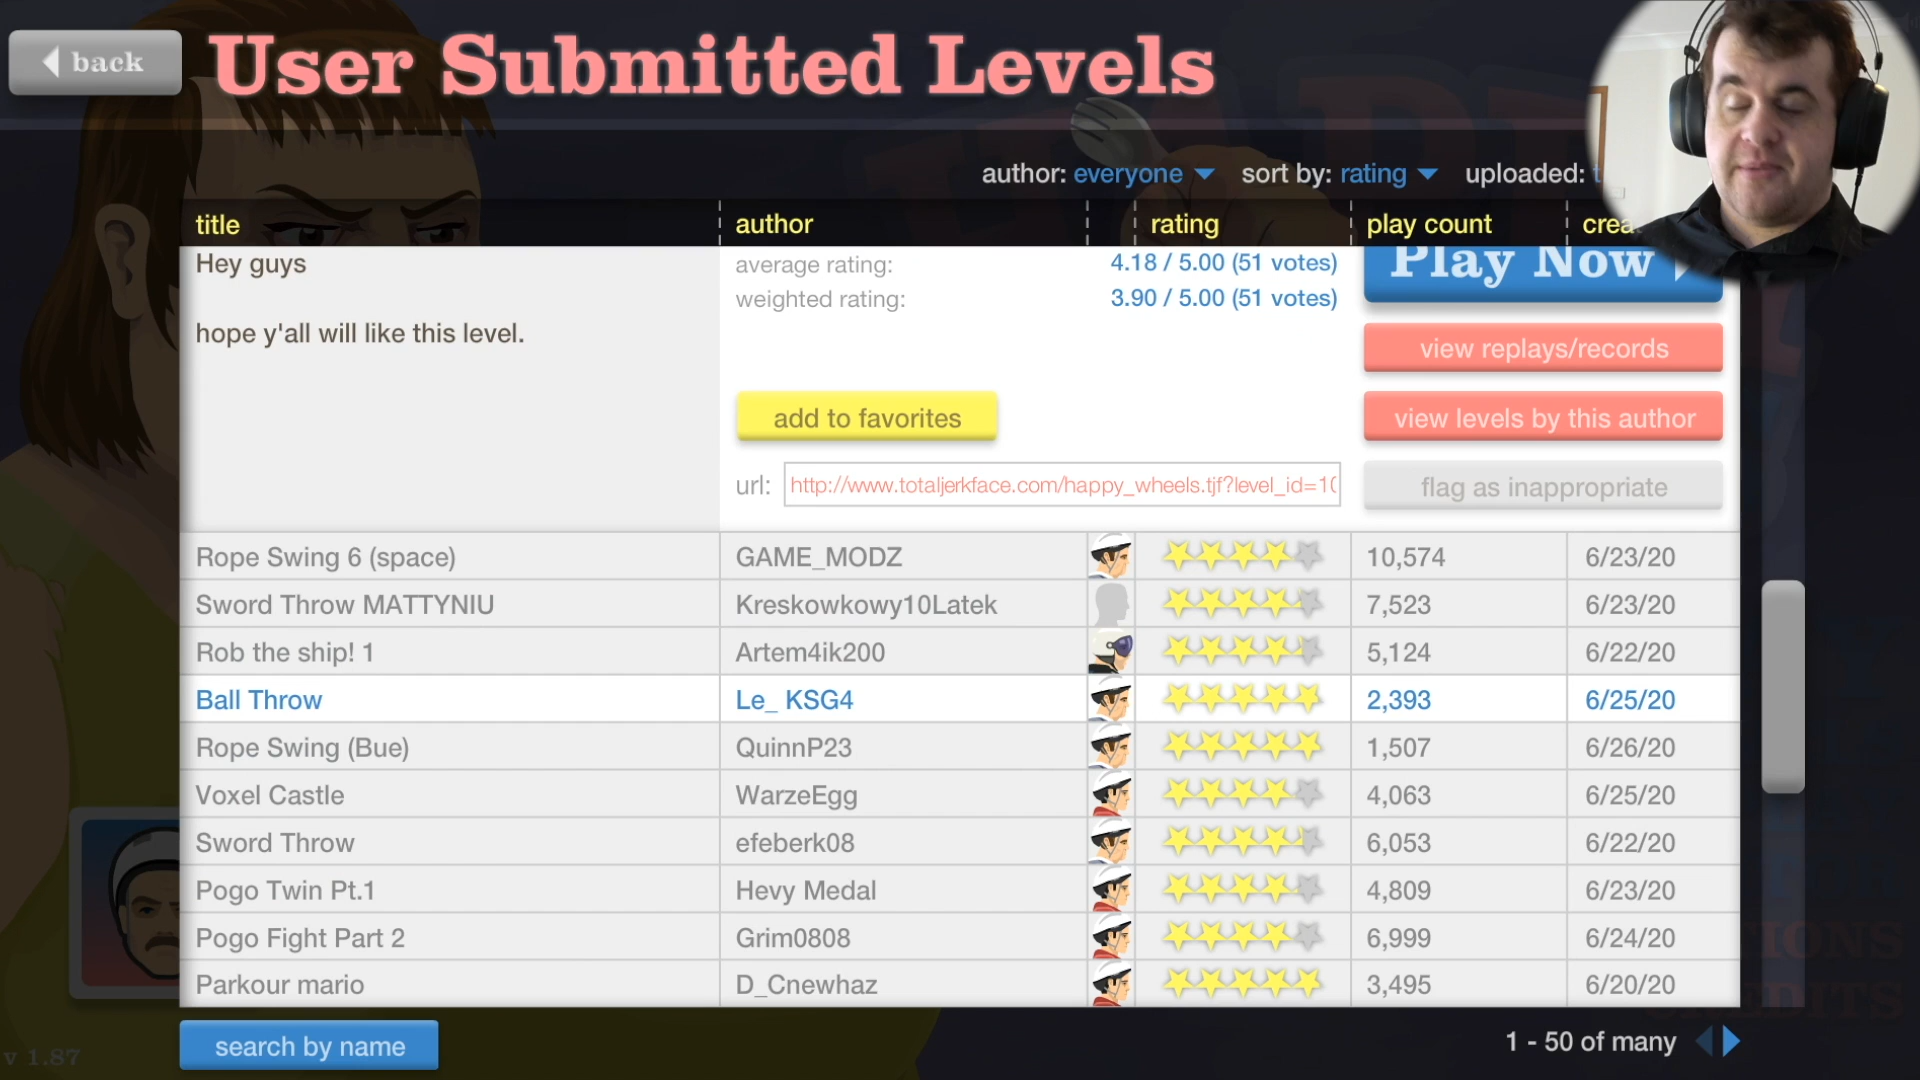 back
User Submitted Levels
author: everyone sort by: rating uploaded:
title author rating play count
Hey guys
average rating: 4.18 / 5.00 (51 votes)
Play Now
weighted rating: 3.90 / 5.00 (51 votes)
hope y'all will like this level.
view replays/records
add to favorites
view levels by this author
url: http://www.totaljerkface.com/happy_wheels.tjf?level_id=10
flag as inappropriate
Rope Swing 6 (space) GAME_MODZ 10,574 6/23/20
Sword Throw MATTYNIU Kreskowkowy10Latek 7,523 6/23/20
Rob the ship! 1 Artem4ik200 5,124 6/22/20
Ball Throw Le_ KSG4 2,393 6/25/20
Rope Swing (Bue) QuinnP23 1,507 6/26/20
Voxel Castle WarzeEgg 4,063 6/25/20
Sword Throw efeberk08 6,053 6/22/20
Pogo Twin Pt.1 Hevy Medal 4,809 6/23/20
Pogo Fight Part 2 Grim0808 6,999 6/24/20
Parkour mario D_Cnewhaz 3,495 6/20/20
search by name
1 - 50 of many
v 1.87